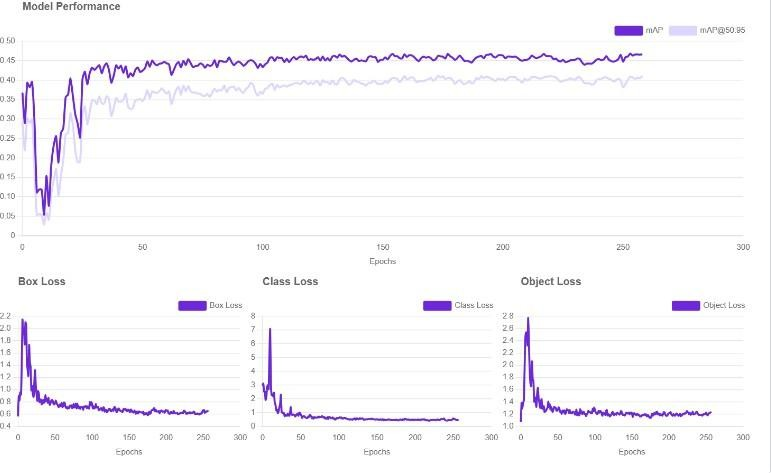 Model Performance
mAP
mAP@50.95
0.50
0.45
0.40
0.35
0.30
0.25
0.20
0.15
0.10
0.05
0
0 50 100 150 200 250 300
Epochs
Box Loss
Box Loss
2.2
2.0
1.8
1.6
1.4
1.2
1.0
0.8
0.6
0.4
0 50 100 150 200 250 300
Epochs
Class Loss
Class Loss
8
7
6
5
4
3
2
1
0
0 50 100 150 200 250 300
Epochs
Object Loss
Object Loss
2.8
2.6
2.4
2.2
2.0
1.8
1.6
1.4
1.2
1.0
0 50 100 150 200 250 300
Epochs